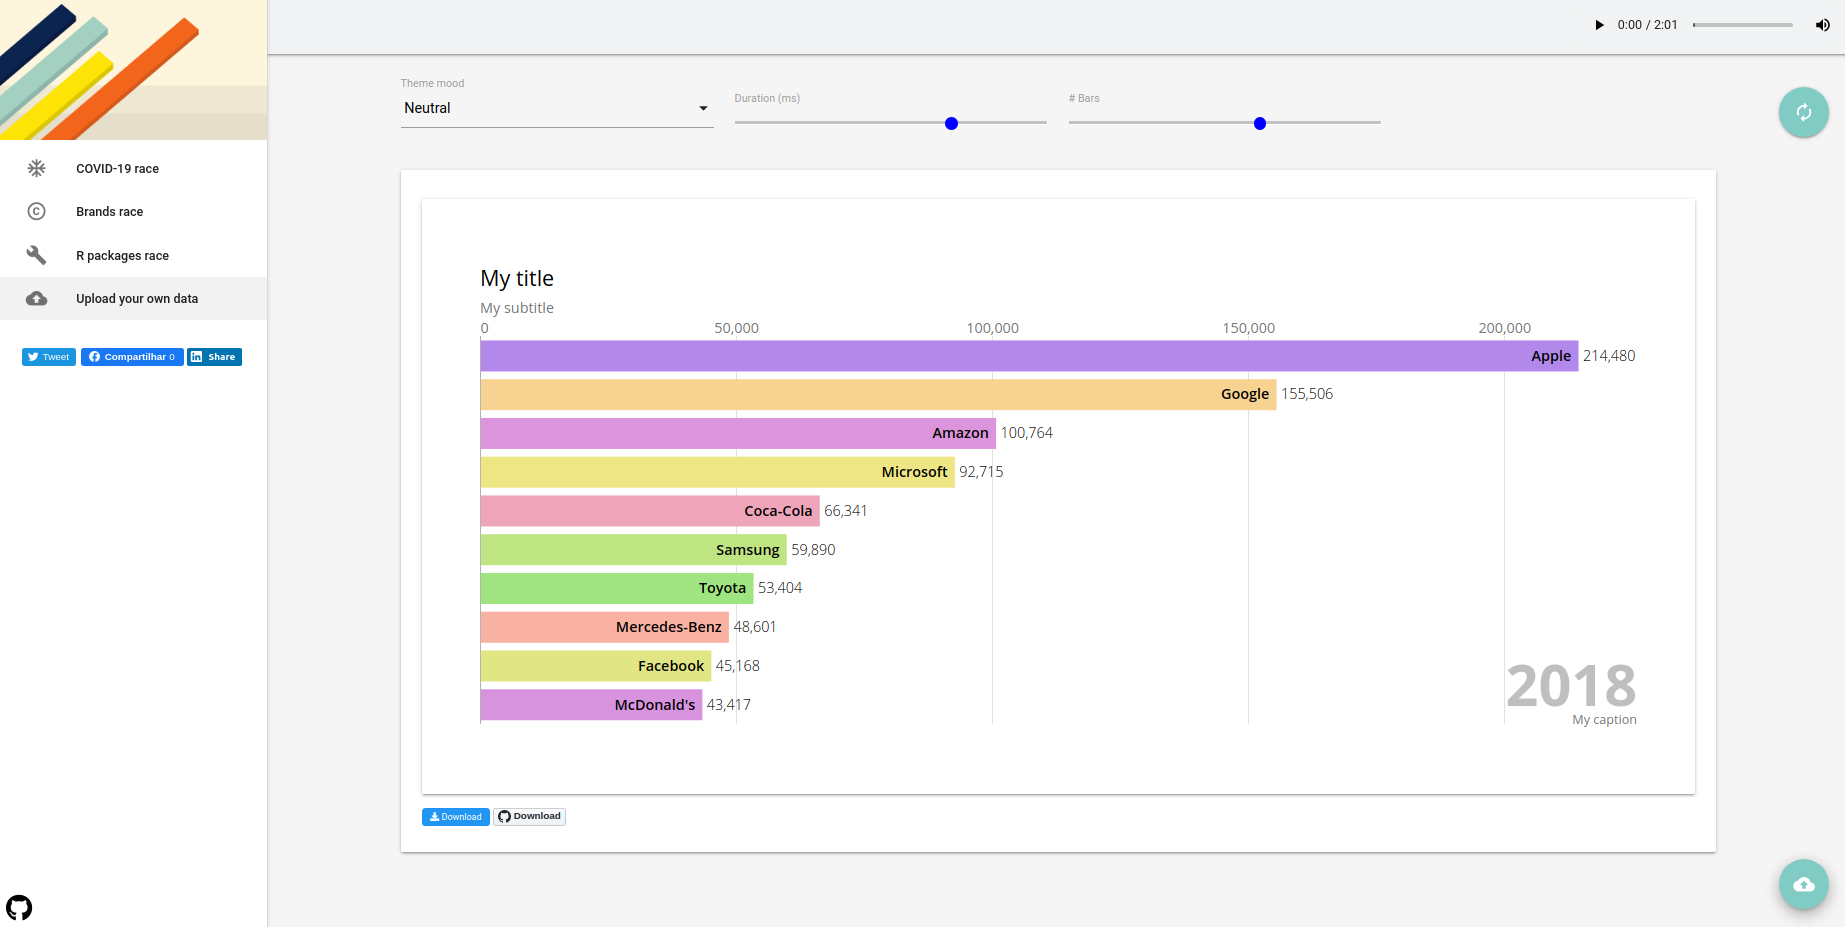 0:00 / 2:01
Theme mood
Neutral
Duration (ms)
# Bars
COVID-19 race
Brands race
R packages race
Upload your own data
Tweet
Compartilhar 0
Share
My title
My subtitle
0 50,000 100,000 150,000 200,000
Apple 214,480
Google 155,506
Amazon 100,764
Microsoft 92,715
Coca-Cola 66,341
Samsung 59,890
Toyota 53,404
Mercedes-Benz 48,601
Facebook 45,168
McDonald's 43,417
2018
My caption
Download
Download